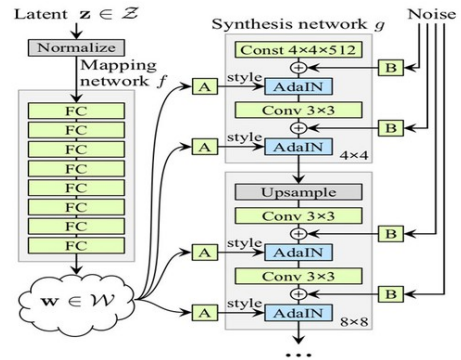 Latent z ∈ Z
Normalize
Mapping
network f
FC
FC
FC
FC
FC
FC
FC
FC
w ∈ W
Synthesis network g
Noise
Const 4×4×512
B
A
style
AdaIN
Conv 3×3
B
A
style
AdaIN
4×4
Upsample
Conv 3×3
B
A
style
AdaIN
Conv 3×3
B
A
style
AdaIN
8×8
...